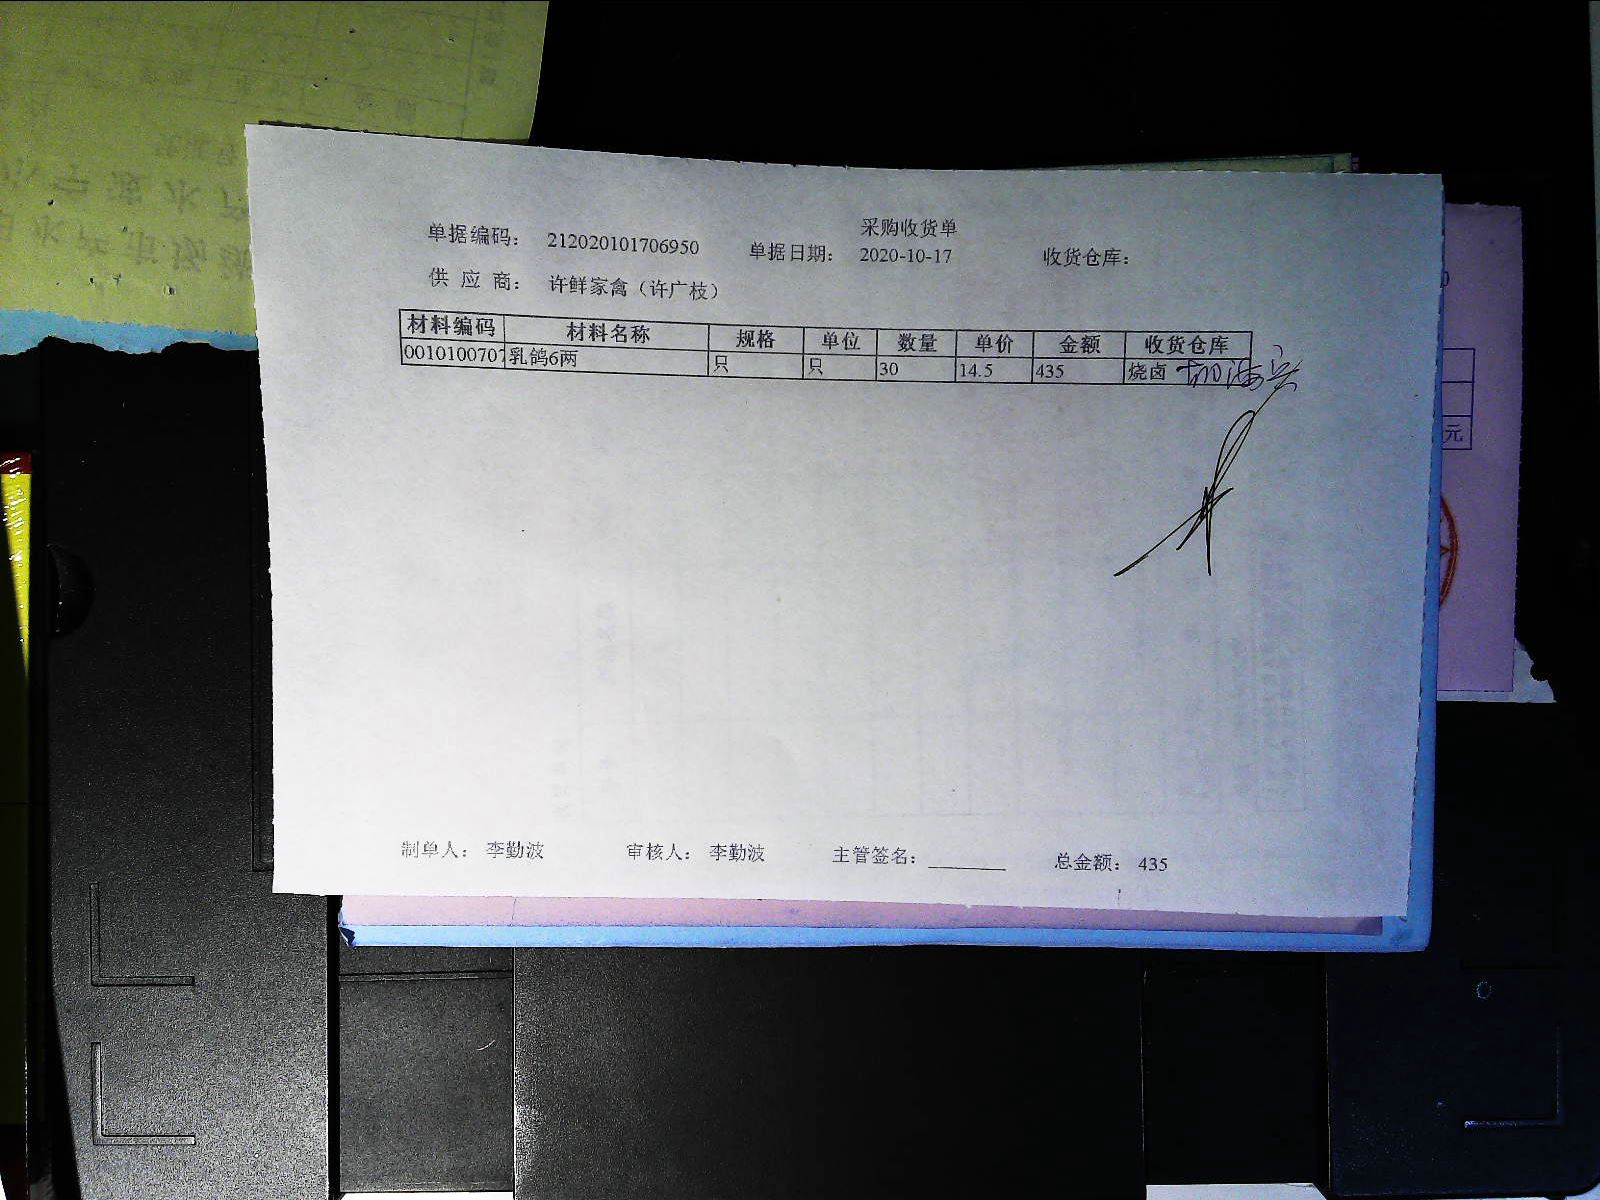 采购收货单
单据编码： 212020101706950 单据日期： 2020-10-17 收货仓库：
供 应 商： 许鲜家禽（许广枝）
材料编码 材料名称 规格 单位 数量 单价 金额 收货仓库
0010100707 乳鸽6两 只 只 30 14.5 435 烧卤
制单人： 李勤波 审核人： 李勤波 主管签名： 总金额： 435
元